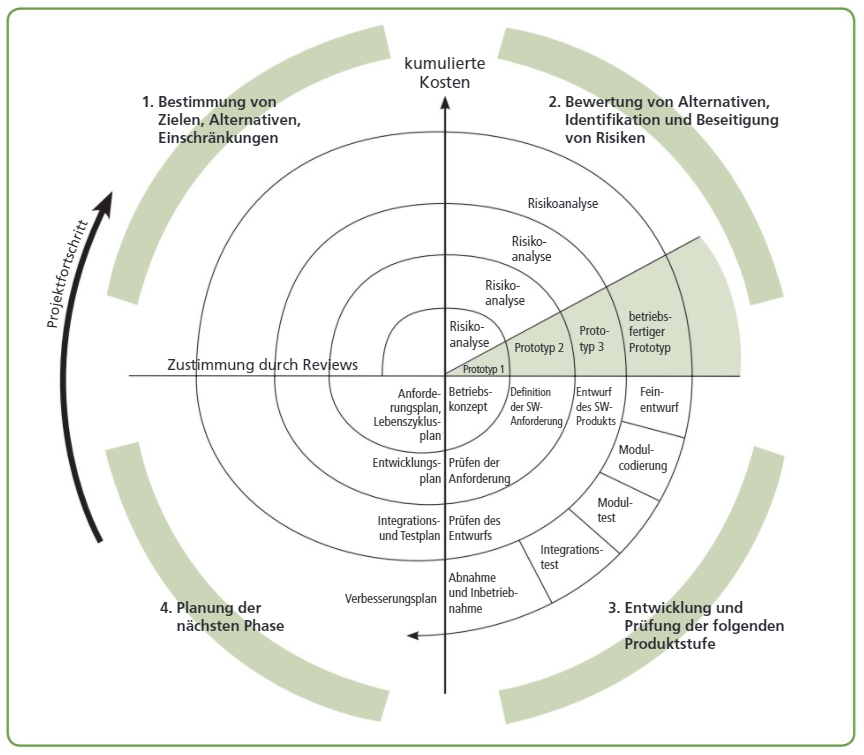 kumulierte
Kosten
1. Bestimmung von
Zielen, Alternativen,
Einschränkungen
2. Bewertung von Alternativen,
Identifikation und Beseitigung
von Risiken
Projektfortschritt
Risikoanalyse
Risiko-
analyse
Risiko-
analyse
Risiko-
analyse
Prototyp 1
Prototyp 2
Proto-
typ 3
betriebs-
fertiger
Prototyp
Zustimmung durch Reviews
Anforde-
rungsplan,
Lebenszyklus-
plan
Betriebs-
konzept
Definition
der SW-
Anforderung
Entwurf
des SW-
Produkts
Fein-
entwurf
Entwicklungs-
plan
Prüfen der
Anforderung
Modul-
codierung
Integrations-
und Testplan
Prüfen des
Entwurfs
Modul-
test
Integrations-
test
Verbesserungsplan
Abnahme
und Inbetrieb-
nahme
4. Planung der
nächsten Phase
3. Entwicklung und
Prüfung der folgenden
Produktstufe